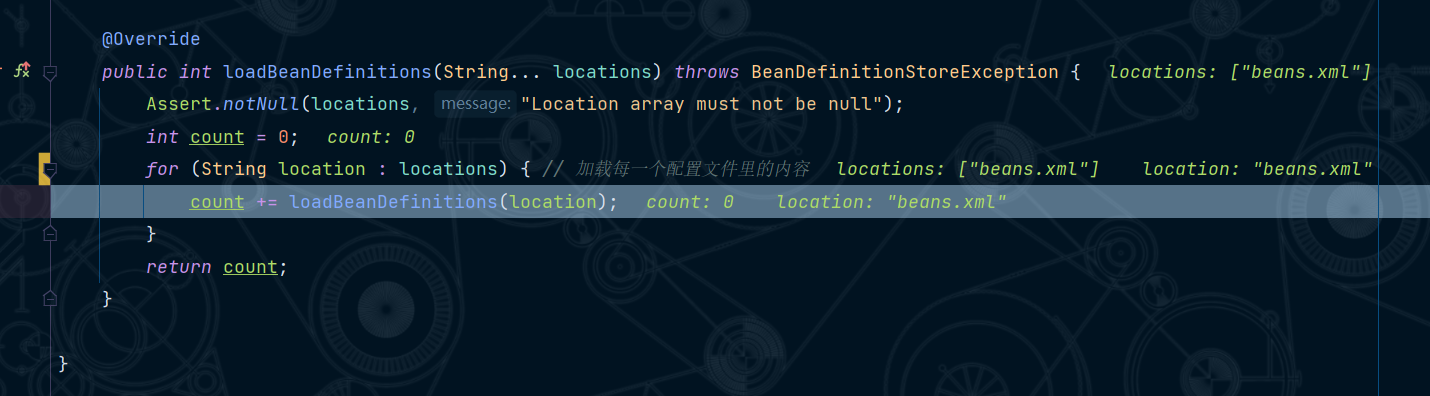 @Override
public int loadBeanDefinitions(String... locations) throws BeanDefinitionStoreException {   locations: ["beans.xml"]
Assert.notNull(locations, message: "Location array must not be null");
int count = 0;   count: 0
for (String location : locations) { // 加载每一个配置文件里的内容   locations: ["beans.xml"]   location: "beans.xml"
count += loadBeanDefinitions(location);   count: 0   location: "beans.xml"
}
return count;
}
}